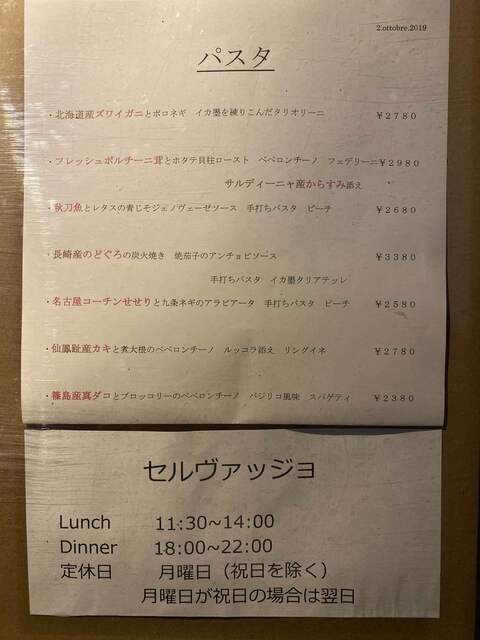 2.ottobre.2019
パスタ
・北海道産ズワイガニとポロネギ　イカ墨を練りこんだタリオリーニ　￥２７８０
・フレッシュポルチーニ茸とホタテ貝柱ロースト　ペペロンチーノ　フェデリーニ￥２９８０
サルディーニャ産からすみ添え
・秋刀魚とレタスの青じそジェノヴェーゼソース　手打ちパスタ　ピーチ　￥２６８０
・長崎産のどぐろの炭火焼き　焼茄子のアンチョビソース　￥３３８０
手打ちパスタ　イカ墨タリアテッレ
・名古屋コーチンせせりと九条ネギのアラビアータ　手打ちパスタ　ピーチ　￥２５８０
・仙鳳趾産カキと煮大根のペペロンチーノ　ルッコラ添え　リングイネ　￥２７８０
・篠島産真ダコとブロッコリーのペペロンチーノ　バジリコ風味　スパゲティ　￥２３８０
セルヴァッジョ
Lunch　11:30~14:00
Dinner　18:00~22:00
定休日　月曜日（祝日を除く）
月曜日が祝日の場合は翌日